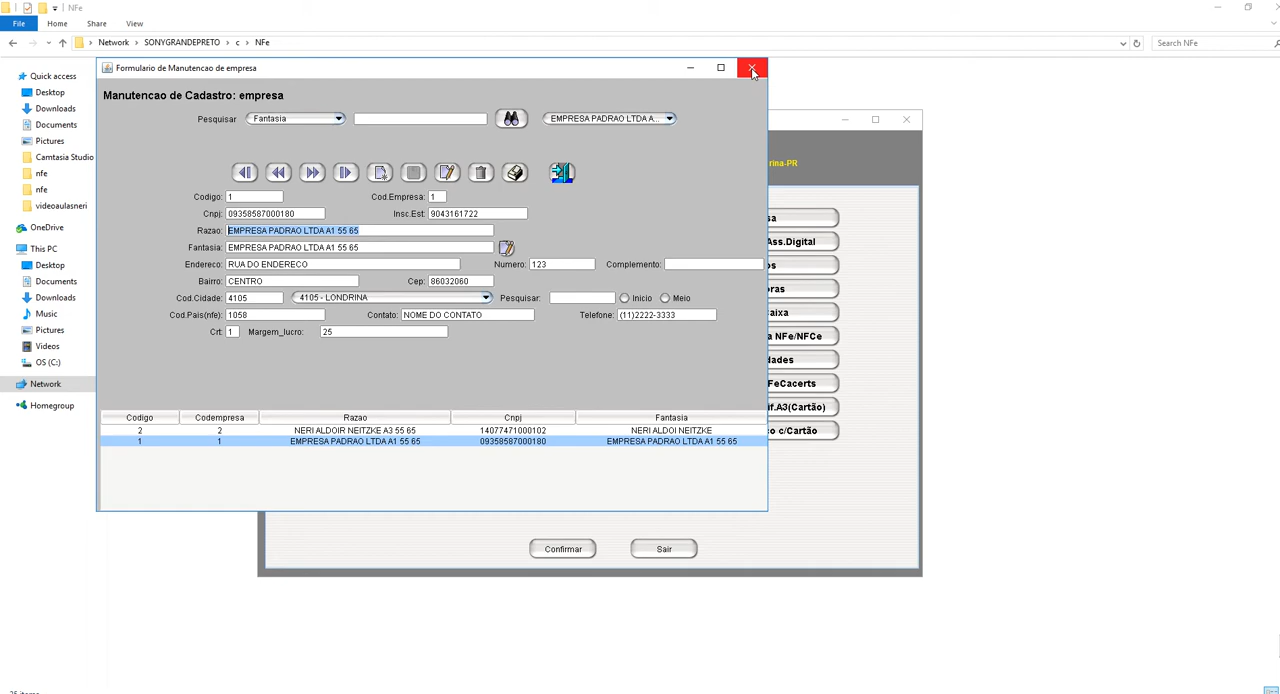 NFe
File Home Share View
Network SONYGRANDEPRETO c NFe
Search NFe
Quick access
Desktop
Downloads
Documents
Pictures
Camtasia Studio
nfe
nfe
videoaulasneri
OneDrive
This PC
Desktop
Documents
Downloads
Music
Pictures
Videos
OS (C:)
Network
Homegroup
Formulario de Manutencao de empresa
Manutencao de Cadastro: empresa
Pesquisar Fantasia EMPRESA PADRAO LTDA A...
Codigo: 1 Cod.Empresa: 1
Cnpj: 09358587000180 Insc.Est: 9043161722
Razao: EMPRESA PADRAO LTDA A1 55 65
Fantasia: EMPRESA PADRAO LTDA A1 55 65
Endereco: RUA DO ENDERECO Numero: 123 Complemento:
Bairro: CENTRO Cep: 86032060
Cod.Cidade: 4105 4105 - LONDRINA Pesquisar: Inicio Meio
Cod.Pais(nfe): 1058 Contato: NOME DO CONTATO Telefone: (11)2222-3333
Crt: 1 Margem_lucro: 25
Codigo Codempresa Razao Cnpj Fantasia
2 2 NERI ALDOIR NEITZKE A3 55 65 14077471000102 NERI ALDOI NEITZKE
1 1 EMPRESA PADRAO LTDA A1 55 65 09358587000180 EMPRESA PADRAO LTDA A1 55 65
rina-PR
sa
Ass.Digital
os
ras
aixa
a NFe/NFCe
dades
FeCacerts
if.A3(Cartão)
o c/Cartão
Confirmar Sair